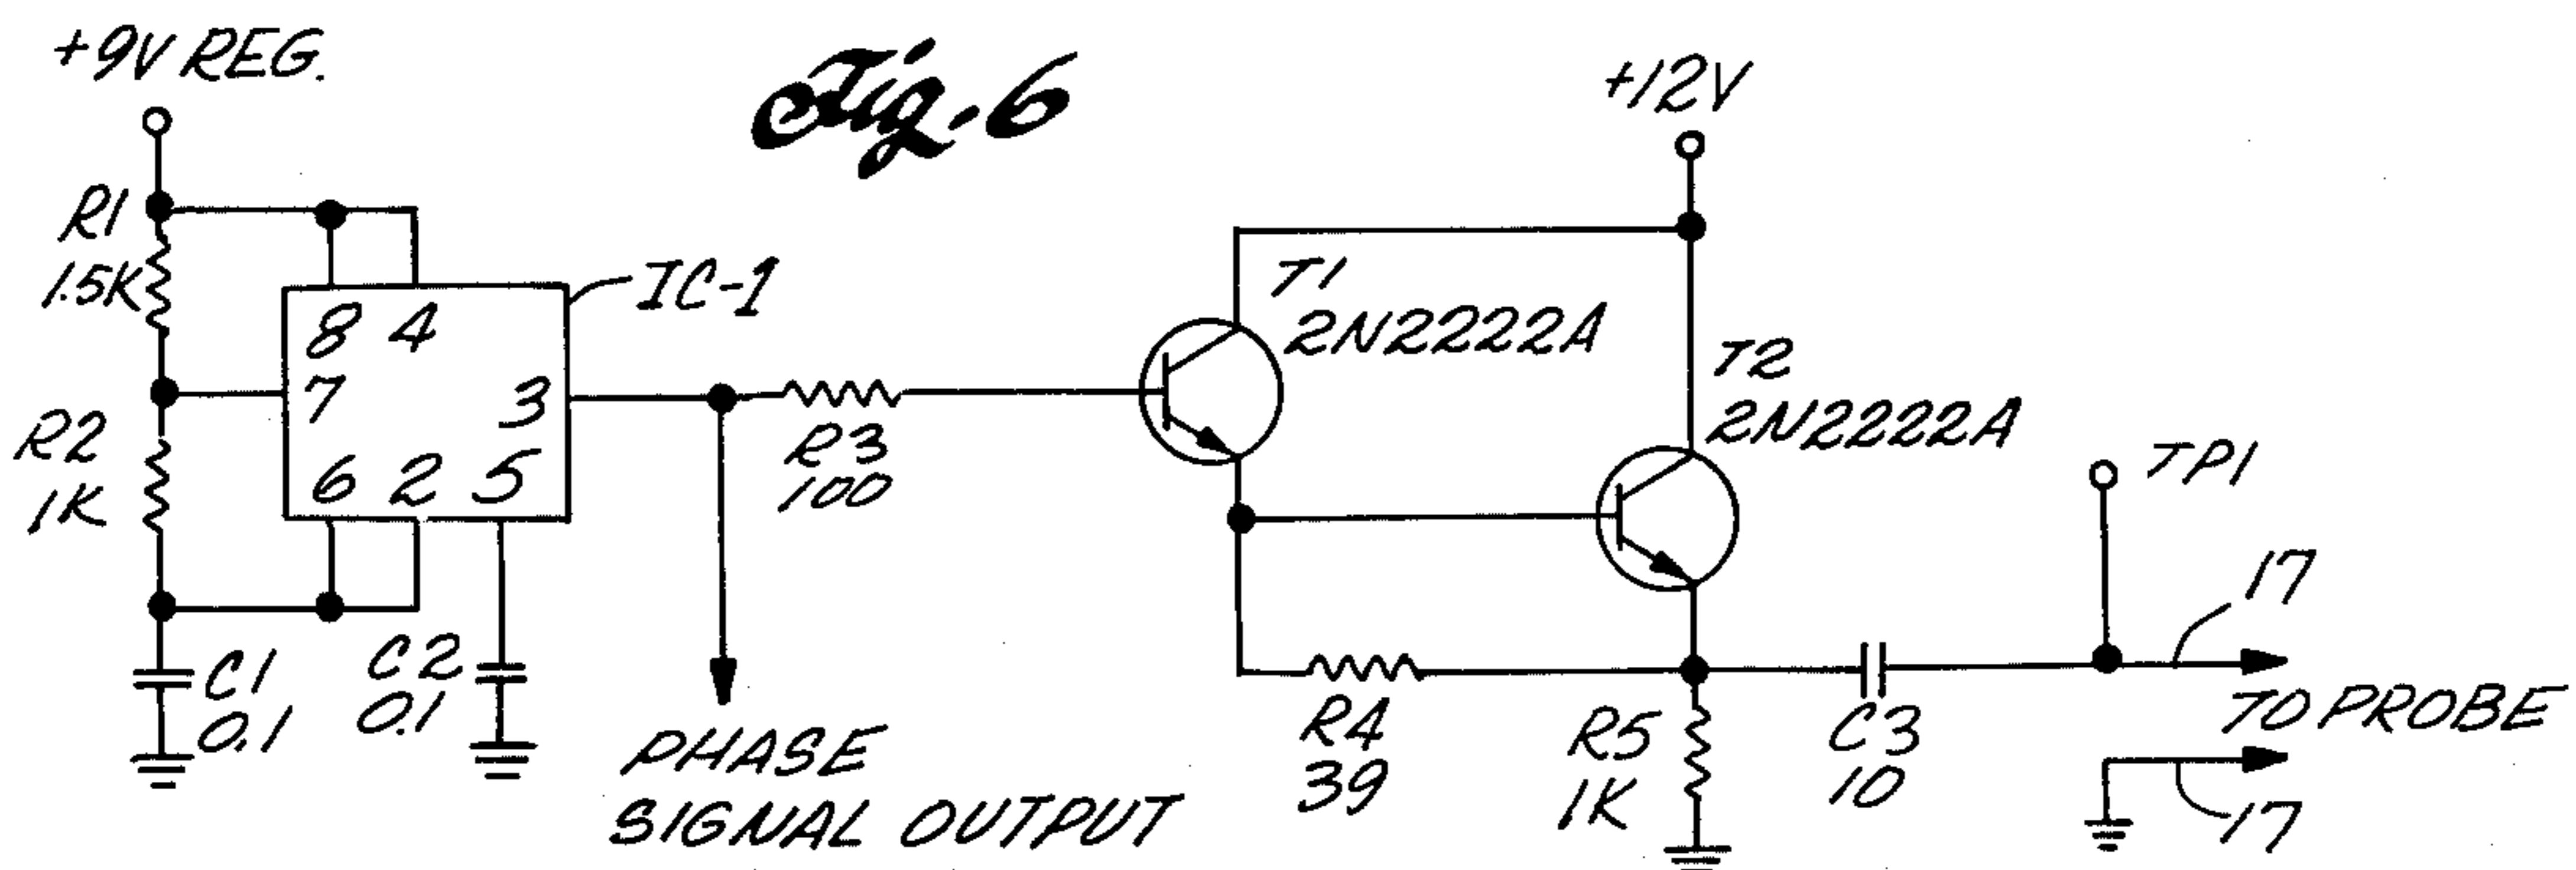 +9V REG.
Fig. 6
+12V
R1
1.5K
IC-1
8 4
7
3
6 2 5
R2
1K
C1
0.1
C2
0.1
R3
100
PHASE
SIGNAL OUTPUT
T1
2N2222A
T2
2N2222A
R4
39
R5
1K
C3
10
TP1
17
TO PROBE
17